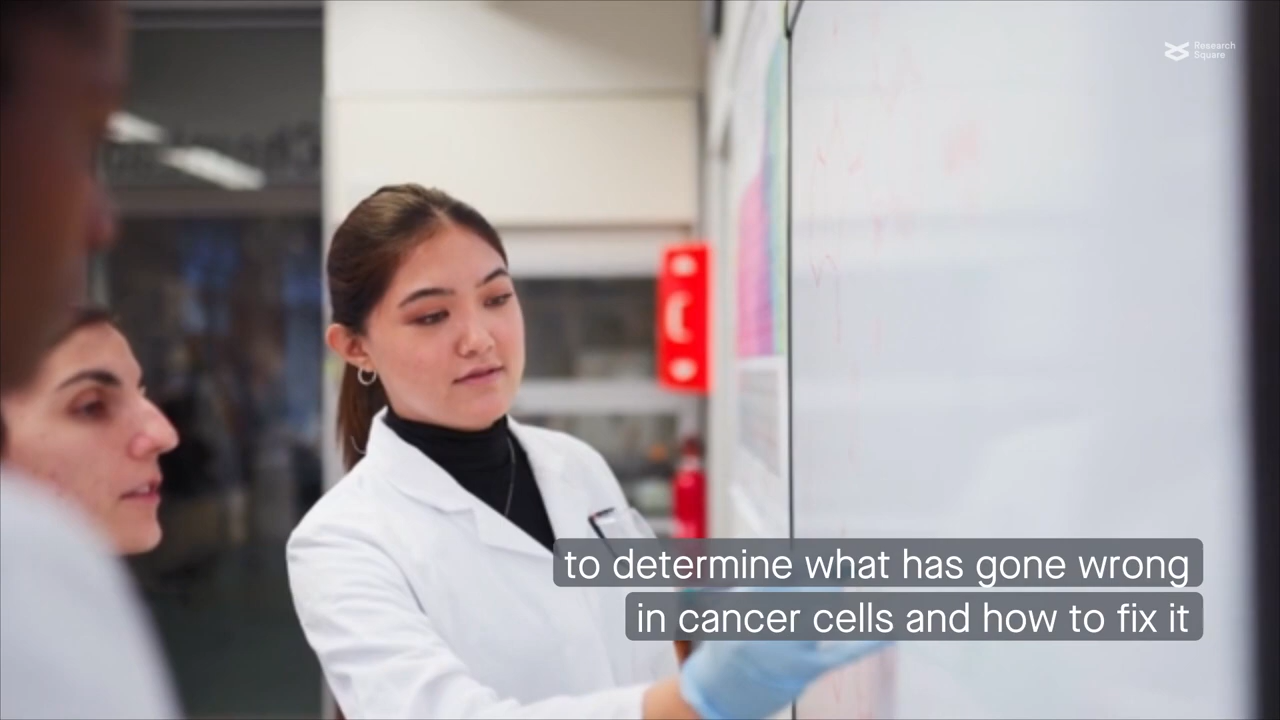 Research
Square
to determine what has gone wrong
in cancer cells and how to fix it